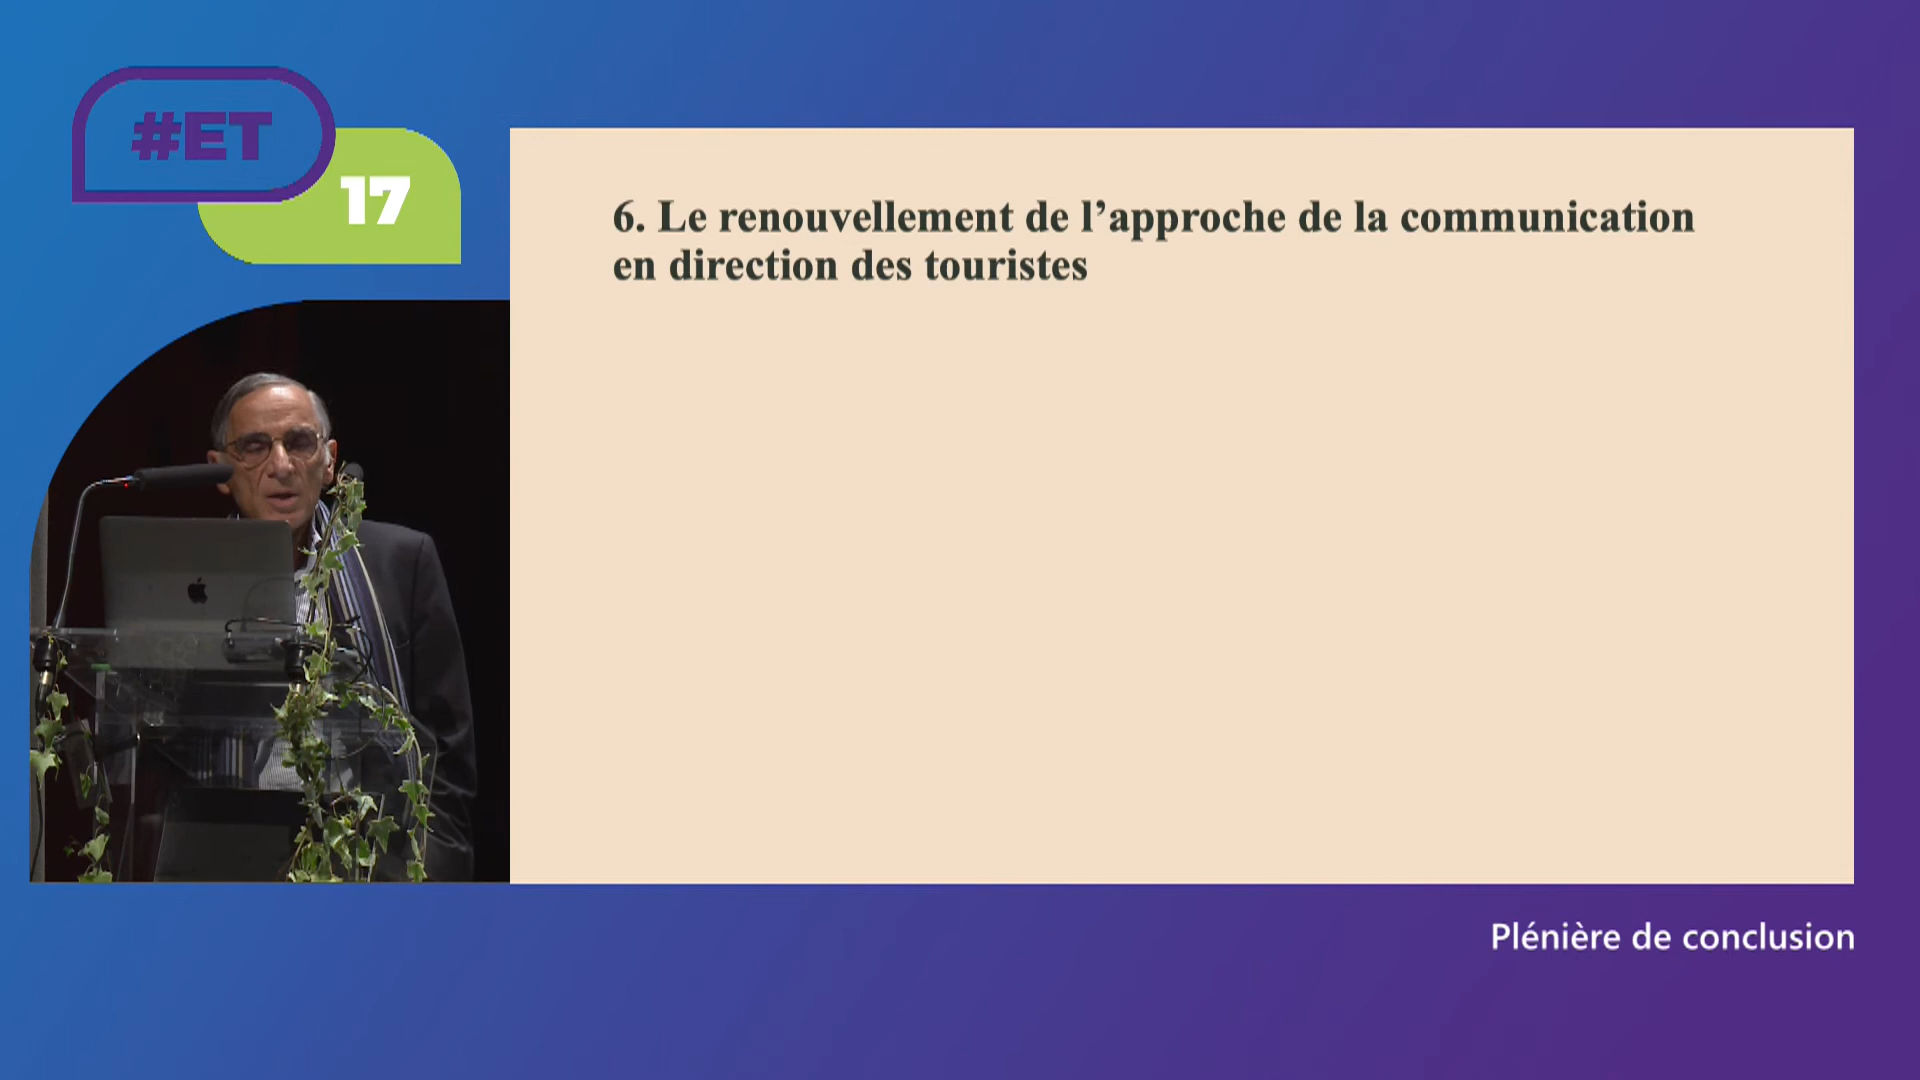 #ET
17
6. Le renouvellement de l’approche de la communication
en direction des touristes
Plénière de conclusion